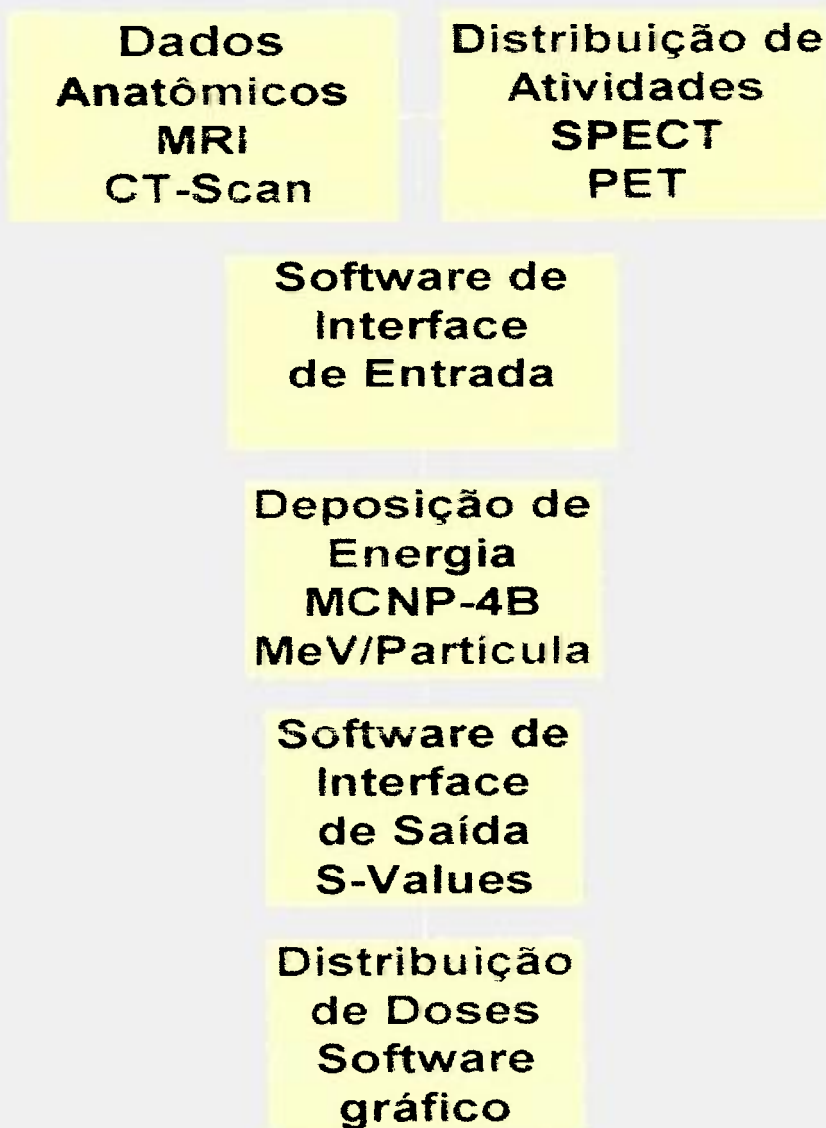 Dados
Anatômicos
MRI
CT-Scan
Distribuição de
Atividades
SPECT
PET
Software de
Interface
de Entrada
Deposição de
Energia
MCNP-4B
MeV/Partícula
Software de
Interface
de Saída
S-Values
Distribuição
de Doses
Software
gráfico